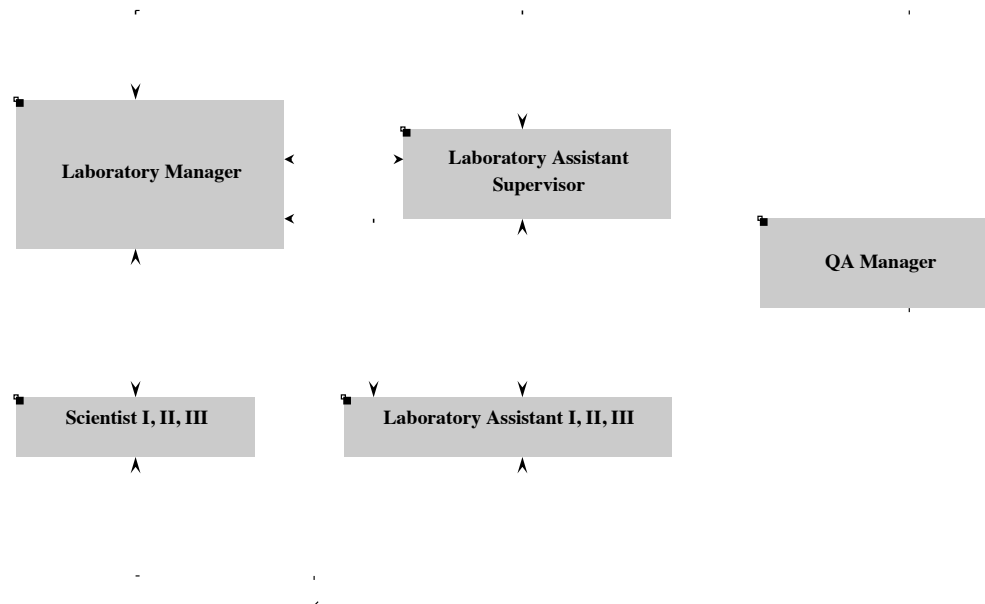 Laboratory Manager
Laboratory Assistant
Supervisor
QA Manager
Scientist I, II, III
Laboratory Assistant I, II, III